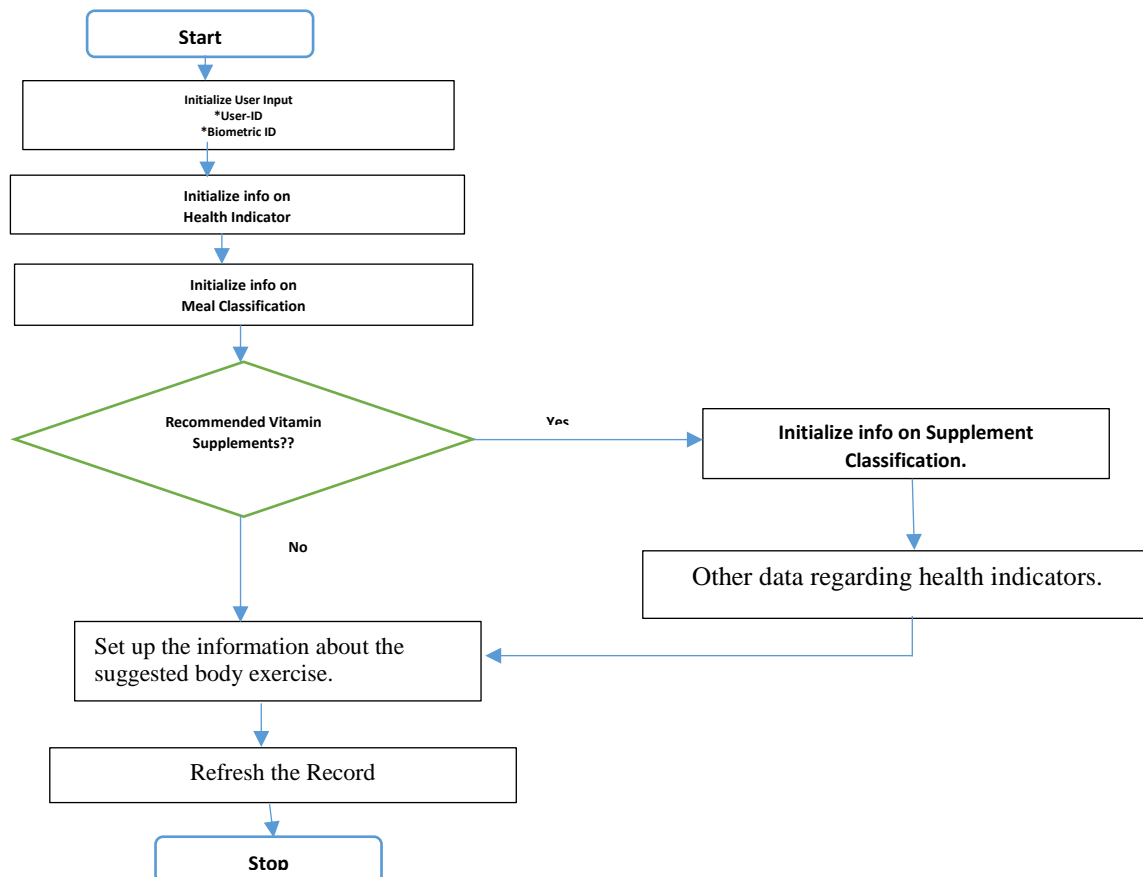 Start
Initialize User Input
*User-ID
*Biometric ID
Initialize info on
Health Indicator
Initialize info on
Meal Classification
Recommended Vitamin
Supplements??
Yes
Initialize info on Supplement
Classification.
No
Other data regarding health indicators.
Set up the information about the
suggested body exercise.
Refresh the Record
Stop